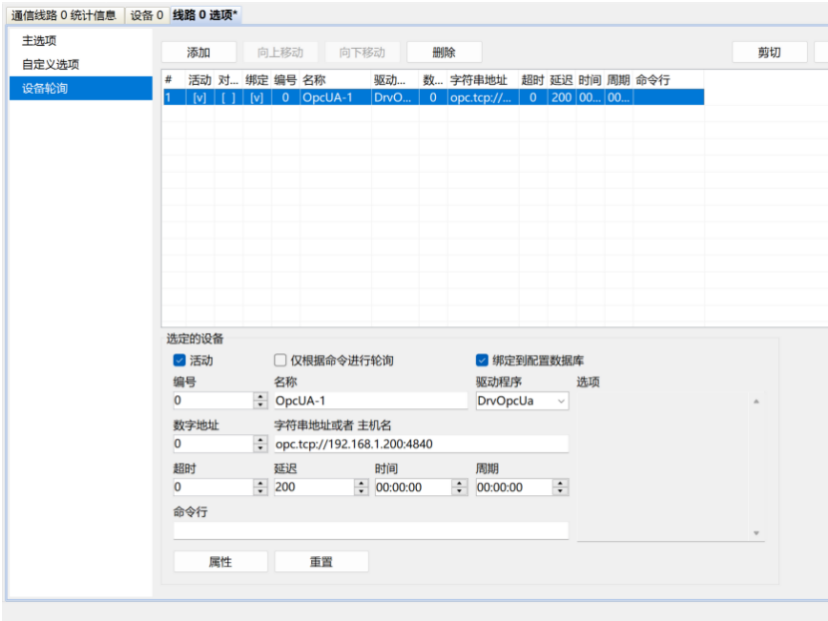 通信线路 0 统计信息 设备 0 线路 0 选项*
主选项
自定义选项
设备轮询
添加 向上移动 向下移动 删除 剪切
# 活动 对... 绑定 编号 名称 驱动... 数... 字符串地址 超时 延迟 时间 周期 命令行
1 [v] [ ] [v] 0 OpcUA-1 DrvO... 0 opc.tcp://... 0 200 00... 00...
选定的设备
活动 仅根据命令进行轮询 绑定到配置数据库
编号 名称 驱动程序 选项
0 OpcUA-1 DrvOpcUa
数字地址 字符串地址或者 主机名
0 opc.tcp://192.168.1.200:4840
超时 延迟 时间 周期
0 200 00:00:00 00:00:00
命令行
属性 重置